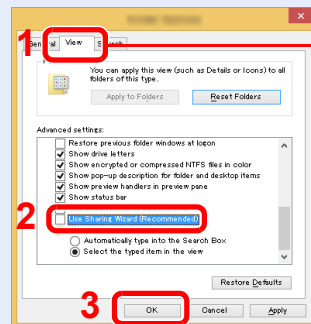 1
View
You can apply this view (such as Details or Icons) to all
folders of this type.
Apply to Folders
Reset Folders
Advanced settings:
Restore previous folder windows at logon
Show drive letters
Show encrypted or compressed NTFS files in color
Show pop-up description for folder and desktop items
Show preview handlers in preview pane
Show status bar
2
Use Sharing Wizard (Recommended)
Automatically type into the Search Box
Select the typed item in the view
Restore Defaults
3
OK
Cancel
Apply